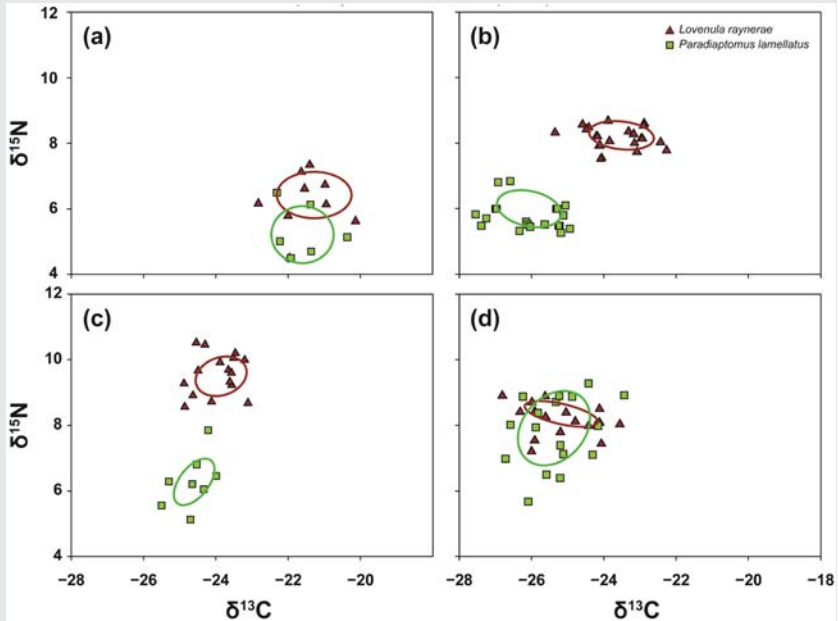 (a)
(b)
Lovenula raynerae
Paradiaptomus lamellatus
12
10
8
6
4
δ¹⁵N
(c)
(d)
12
10
8
6
4
δ¹⁵N
−28
−26
−24
−22
−20
−28
−26
−24
−22
−20
−18
δ¹³C
δ¹³C